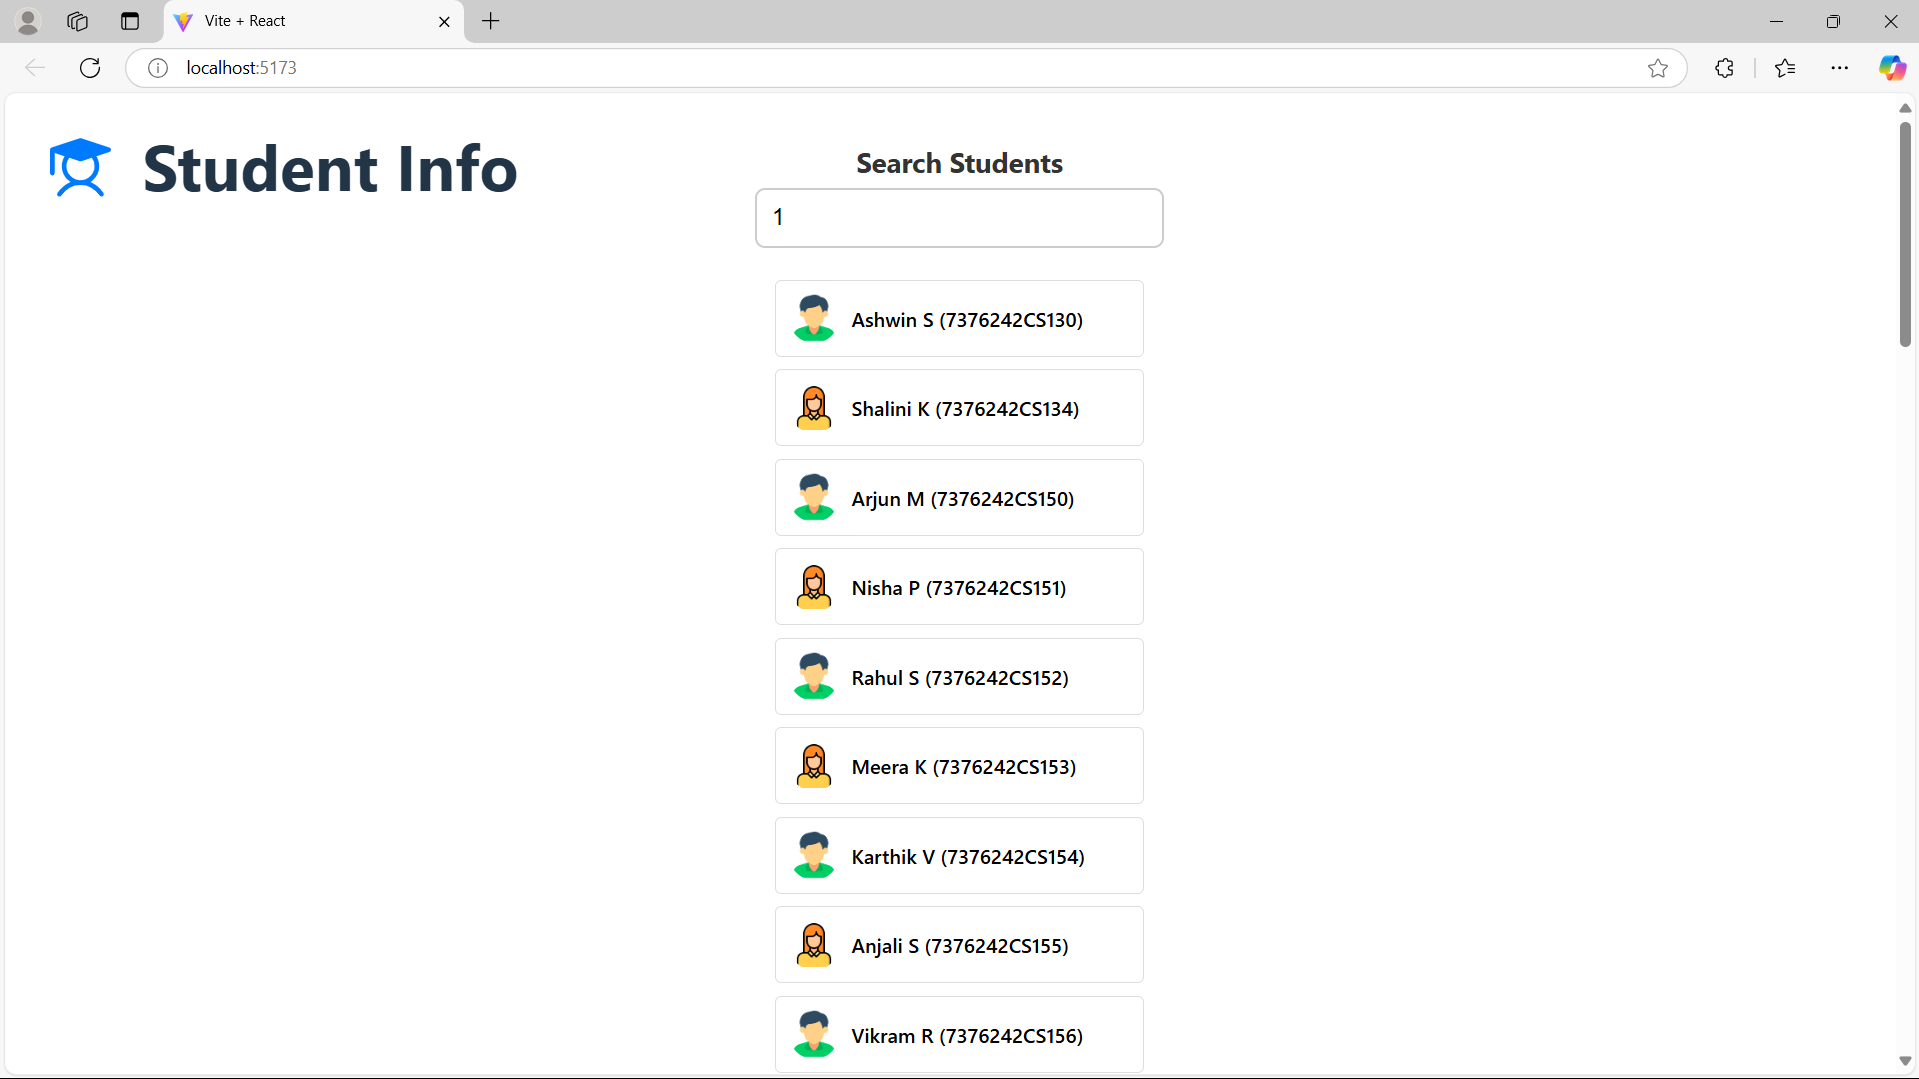 Vite + React
localhost:5173
Student Info
Search Students
1
Ashwin S (7376242CS130)
Shalini K (7376242CS134)
Arjun M (7376242CS150)
Nisha P (7376242CS151)
Rahul S (7376242CS152)
Meera K (7376242CS153)
Karthik V (7376242CS154)
Anjali S (7376242CS155)
Vikram R (7376242CS156)